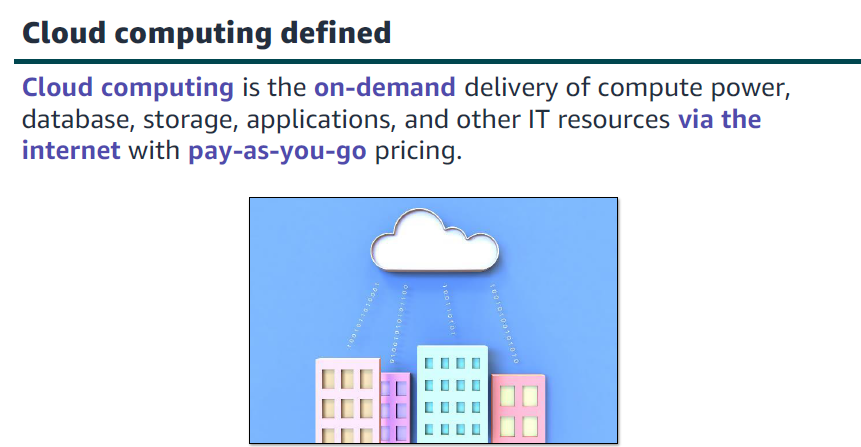 Cloud computing defined
Cloud computing is the on-demand delivery of compute power,
database, storage, applications, and other IT resources via the
internet with pay-as-you-go pricing.